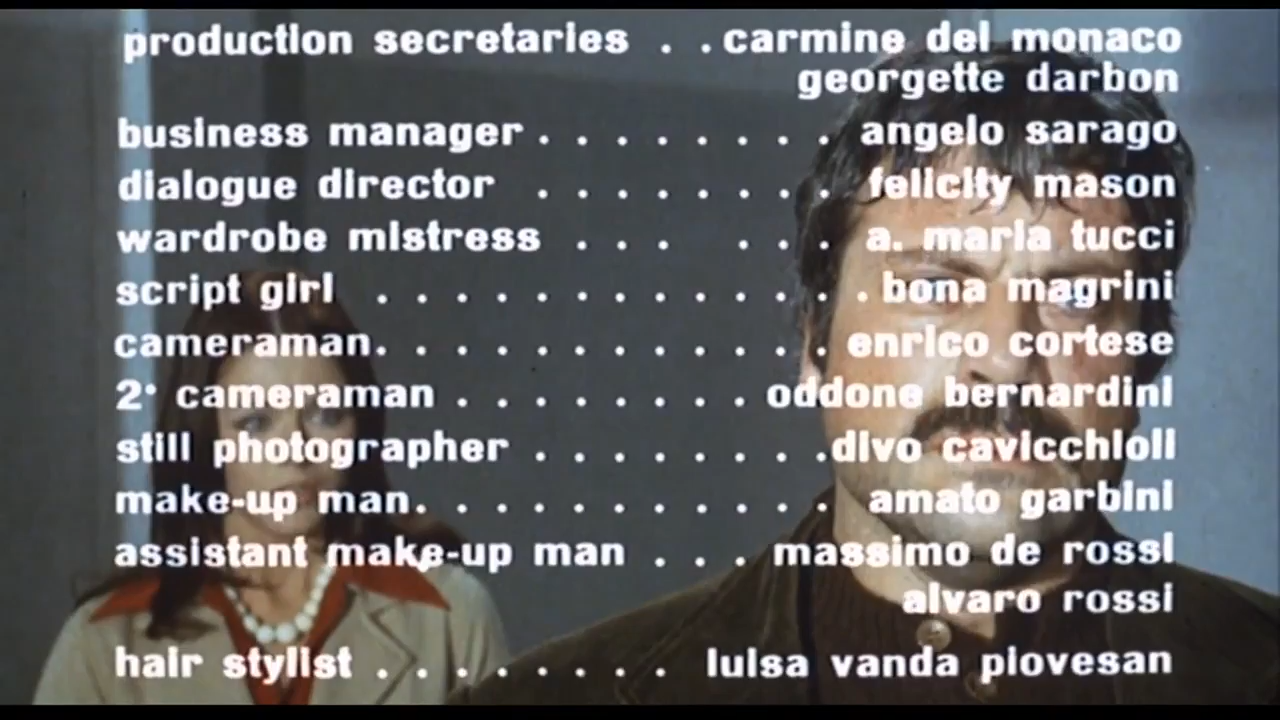 production secretaries . . carmine del monaco
georgette darbon
business manager . . . . . . . . angelo sarago
dialogue director . . . . . . . . felicity mason
wardrobe mistress . . . . . . a. maria tucci
script girl . . . . . . . . . . . . . bona magrini
cameraman. . . . . . . . . . . . enrico cortese
2° cameraman . . . . . . . . oddone bernardini
still photographer . . . . . . . .divo cavicchioli
make-up man. . . . . . . . . . . amato garbini
assistant make-up man . . . massimo de rossi
alvaro rossi
hair stylist . . . . . . . . luisa vanda piovesan